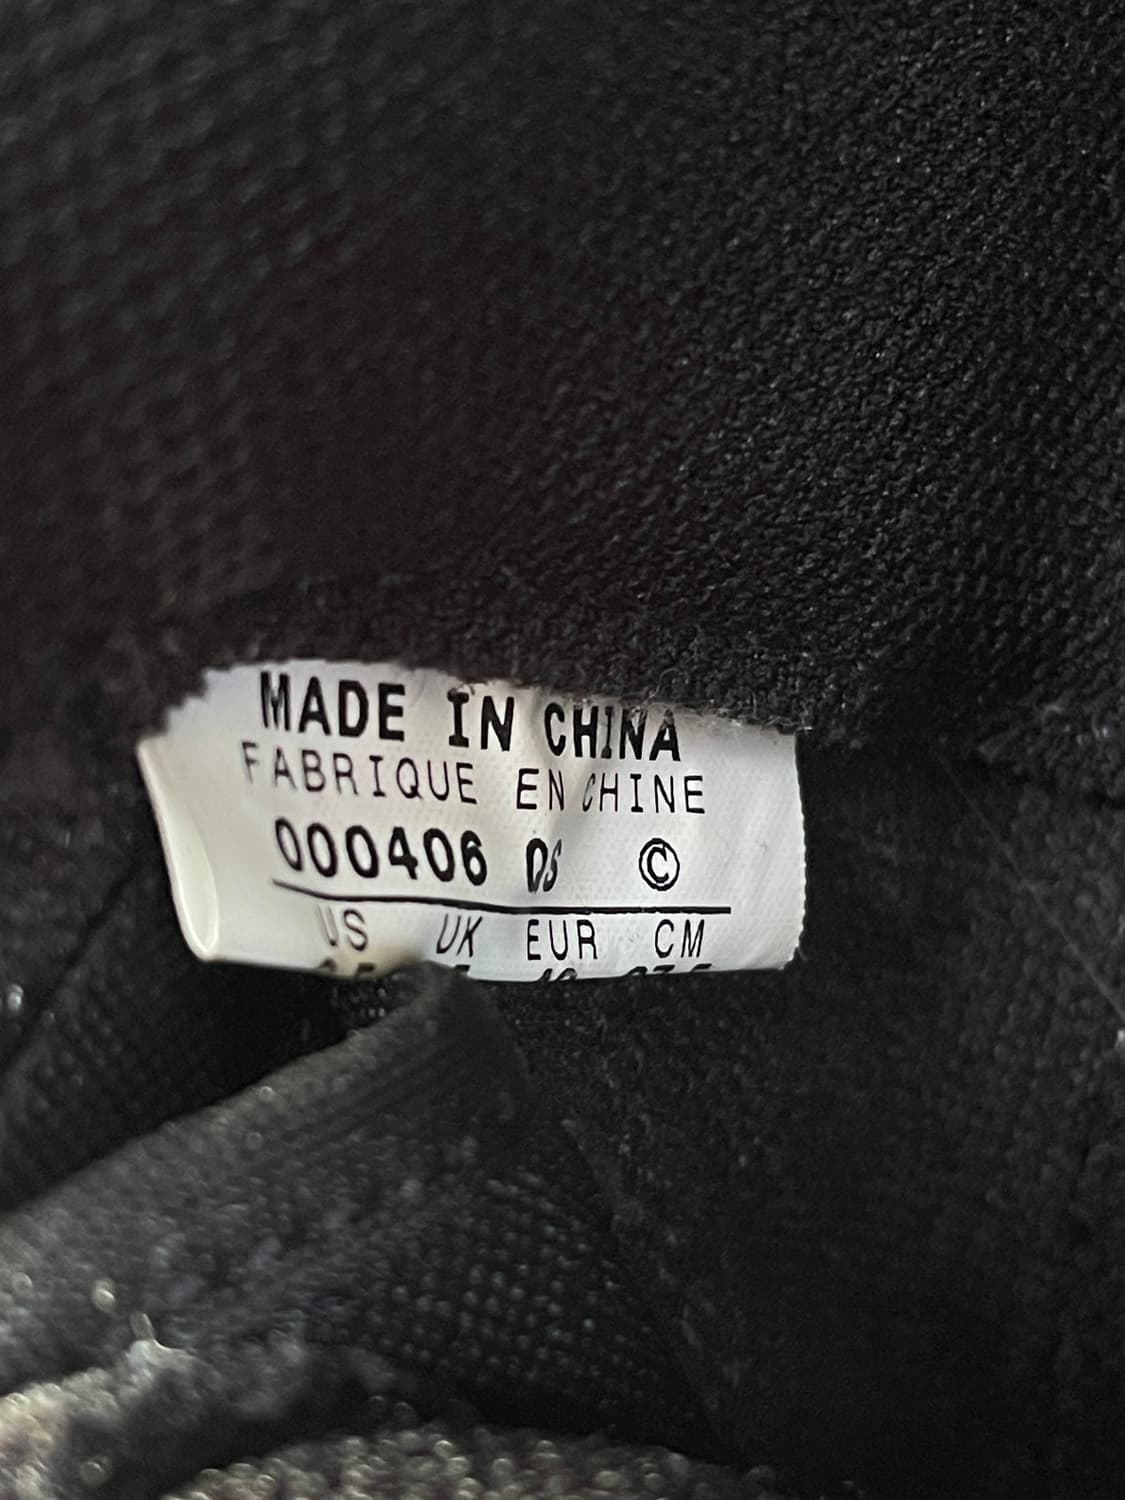 MADE IN CHINA
FABRIQUE EN CHINE
000406 DS ©
US UK EUR CM